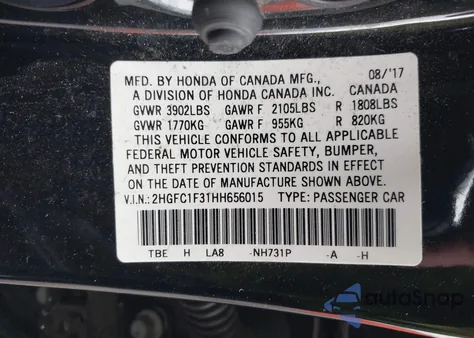 MFD. BY HONDA OF CANADA MFG., 08/'17
A DIVISION OF HONDA CANADA INC. CANADA
GVWR 3902LBS GAWR F 2105LBS R 1808LBS
GVWR 1770KG GAWR F 955KG R 820KG
THIS VEHICLE CONFORMS TO ALL APPLICABLE
FEDERAL MOTOR VEHICLE SAFETY, BUMPER,
AND THEFT PREVENTION STANDARDS IN EFFECT
ON THE DATE OF MANUFACTURE SHOWN ABOVE.
V.I.N.: 2HGFC1F31HH656015 TYPE: PASSENGER CAR
TBE H LA8 -NH731P -A -H
autoSnap